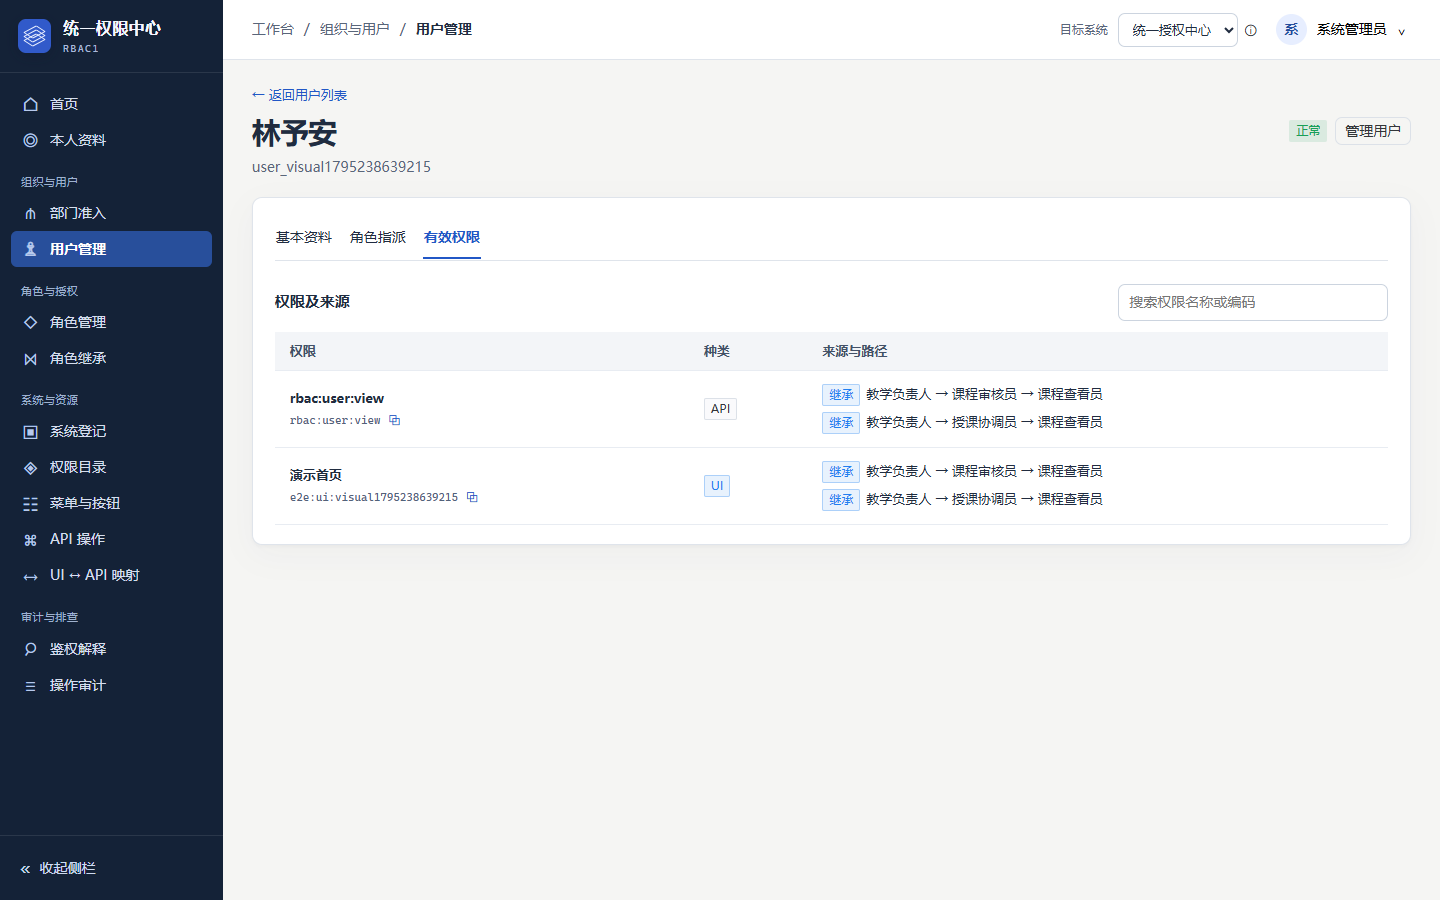 统一权限中心
RBAC1
首页
本人资料
组织与用户
部门准入
用户管理
角色与授权
角色管理
角色继承
系统与资源
系统登记
权限目录
菜单与按钮
API 操作
UI ↔ API 映射
审计与排查
鉴权解释
操作审计
« 收起侧栏
工作台 / 组织与用户 / 用户管理
目标系统 统一授权中心 系 系统管理员
← 返回用户列表
林予安
正常 管理用户
user_visual1795238639215
基本资料 角色指派 有效权限
权限及来源
搜索权限名称或编码
权限 种类 来源与路径
rbac:user:view
rbac:user:view
API
继承 教学负责人 → 课程审核员 → 课程查看员
继承 教学负责人 → 授课协调员 → 课程查看员
演示首页
e2e:ui:visual1795238639215
UI
继承 教学负责人 → 课程审核员 → 课程查看员
继承 教学负责人 → 授课协调员 → 课程查看员